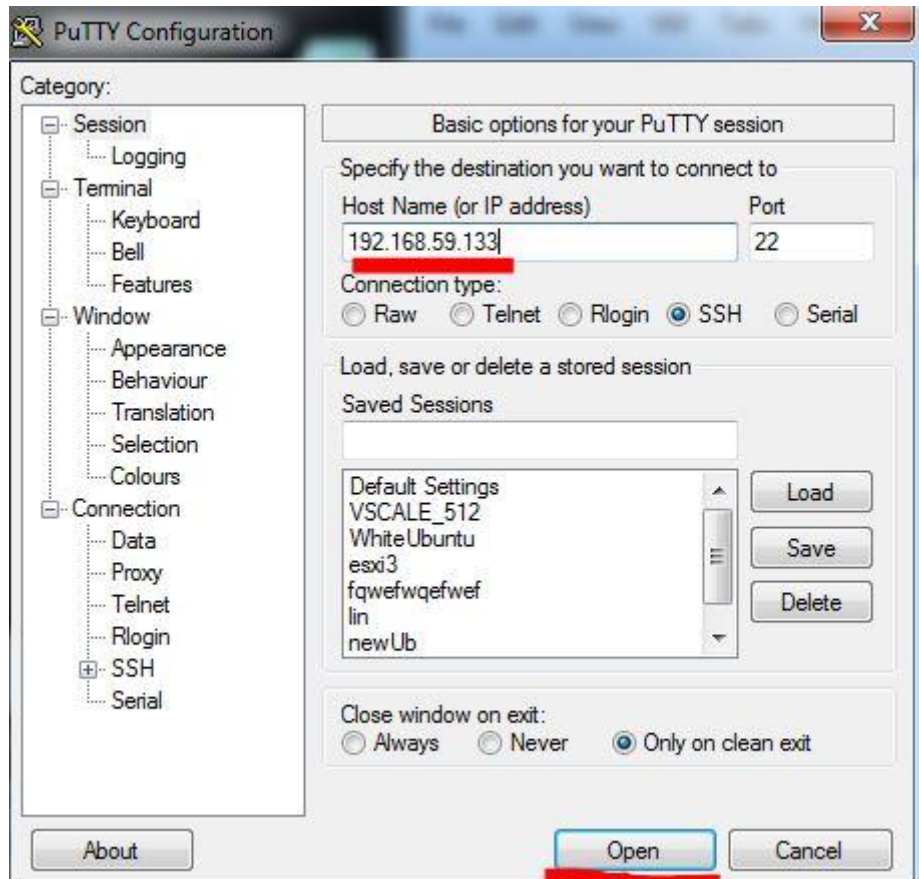 PuTTY Configuration
Category:
Session
Logging
Terminal
Keyboard
Bell
Features
Window
Appearance
Behaviour
Translation
Selection
Colours
Connection
Data
Proxy
Telnet
Rlogin
SSH
Serial
Basic options for your PuTTY session
Specify the destination you want to connect to
Host Name (or IP address) Port
192.168.59.133 22
Connection type:
Raw Telnet Rlogin SSH Serial
Load, save or delete a stored session
Saved Sessions
Default Settings
VSCALE_512
WhiteUbuntu
esxi3
fqwefwqefwef
lin
newUb
Load
Save
Delete
Close window on exit:
Always Never Only on clean exit
About Open Cancel